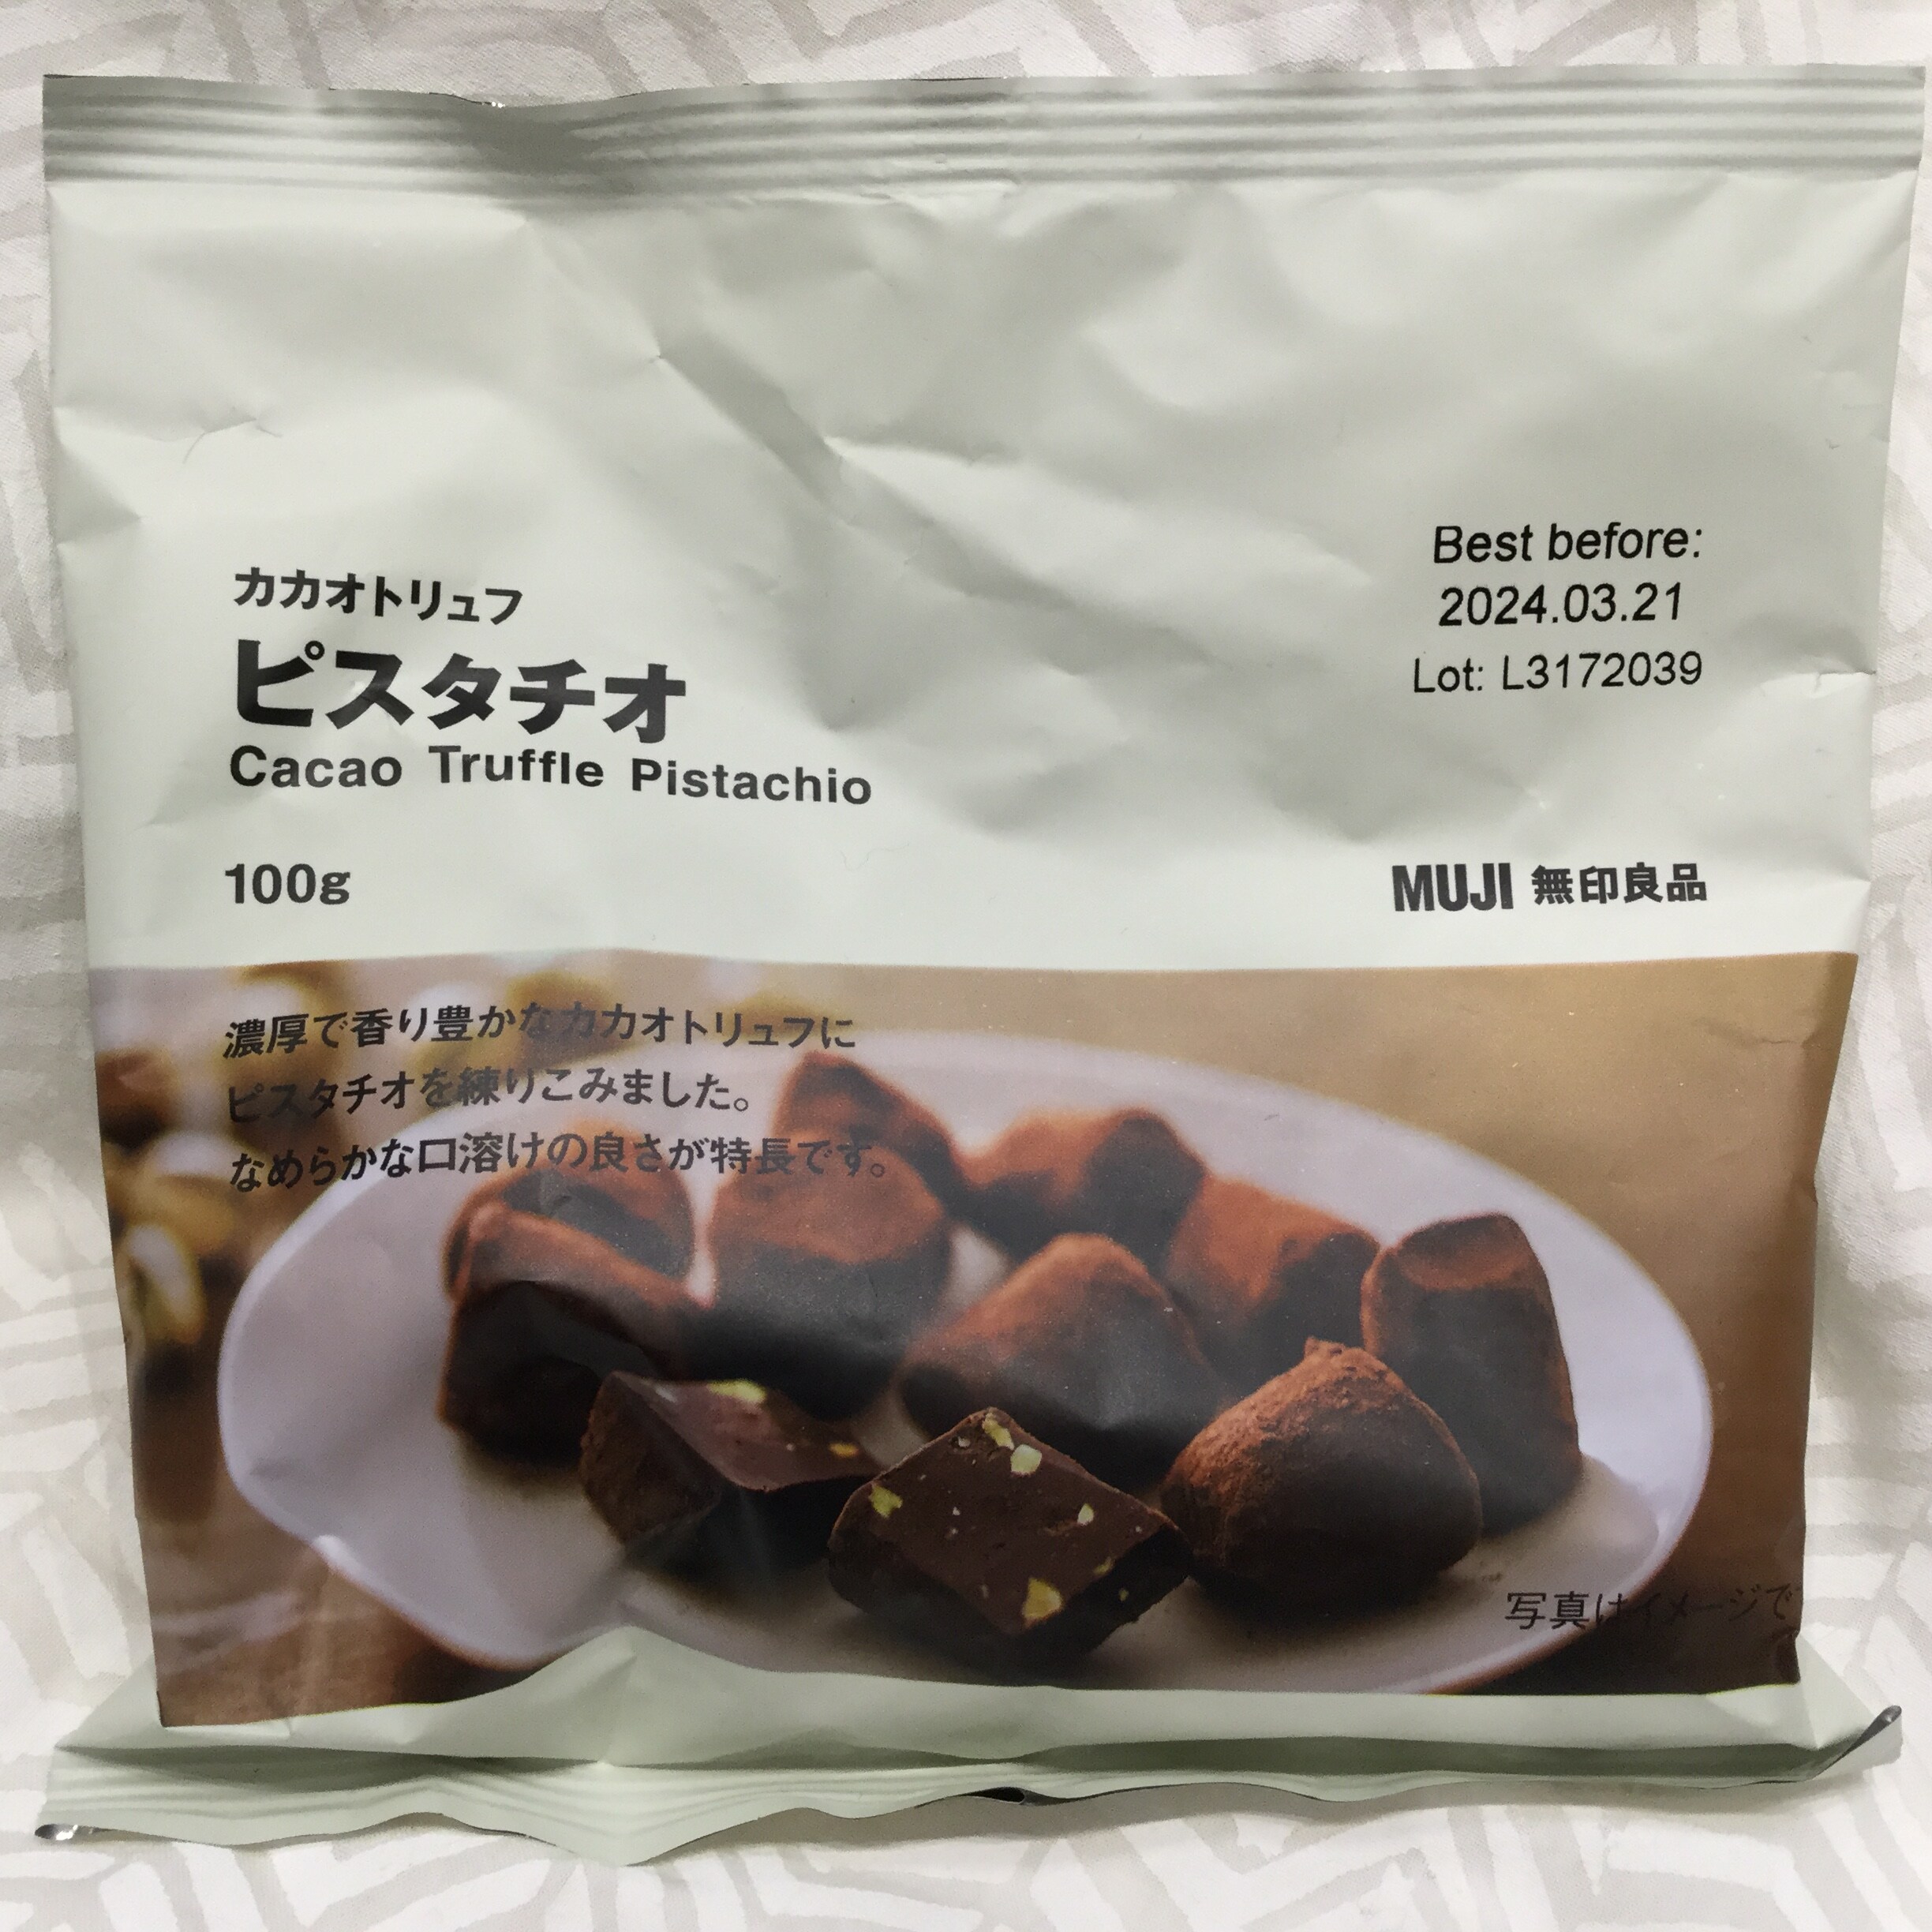 カカオトリュフ
ピスタチオ
Cacao Truffle Pistachio
100g
Best before:
2024.03.21
Lot: L3172039
MUJI 無印良品
濃厚で香り豊かなカカオトリュフに
ピスタチオを練りこみました。
なめらかな口溶けの良さが特長です。
写真はイメージで